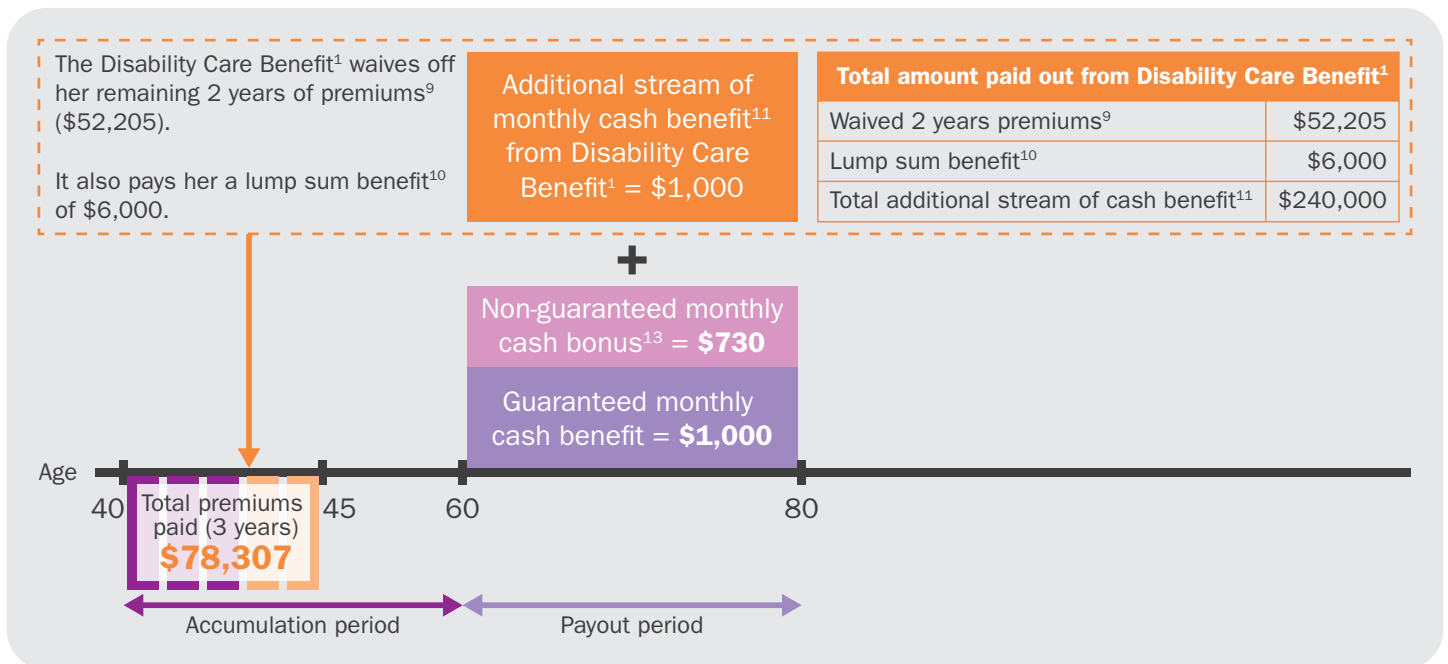 The Disability Care Benefit¹ waives off
her remaining 2 years of premiums⁹
($52,205).
It also pays her a lump sum benefit¹⁰
of $6,000.
Additional stream of
monthly cash benefit¹¹
from Disability Care
Benefit¹ = $1,000
Total amount paid out from Disability Care Benefit¹
Waived 2 years premiums⁹ $52,205
Lump sum benefit¹⁰ $6,000
Total additional stream of cash benefit¹¹ $240,000
+
Non-guaranteed monthly
cash bonus¹³ = $730
Guaranteed monthly
cash benefit = $1,000
Age
40 45 60 80
Total premiums
paid (3 years)
$78,307
Accumulation period Payout period